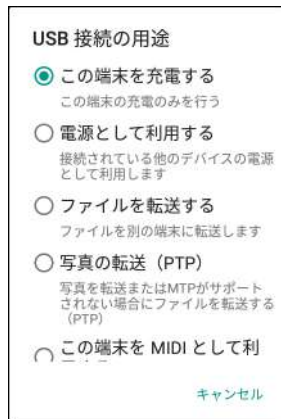 USB 接続の用途
この端末を充電する
この端末の充電のみを行う
電源として利用する
接続されている他のデバイスの電源
として利用します
ファイルを転送する
ファイルを別の端末に転送します
写真の転送（PTP）
写真を転送またはMTPがサポート
されない場合にファイルを転送する
（PTP）
この端末を MIDI として利
キャンセル